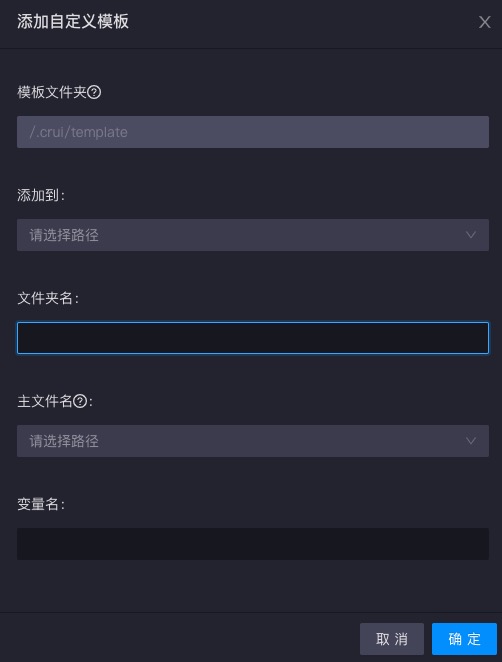 添加自定义模板
模板文件夹
/.crui/template
添加到:
请选择路径
文件夹名:
主文件名:
请选择路径
变量名:
取 消
确 定